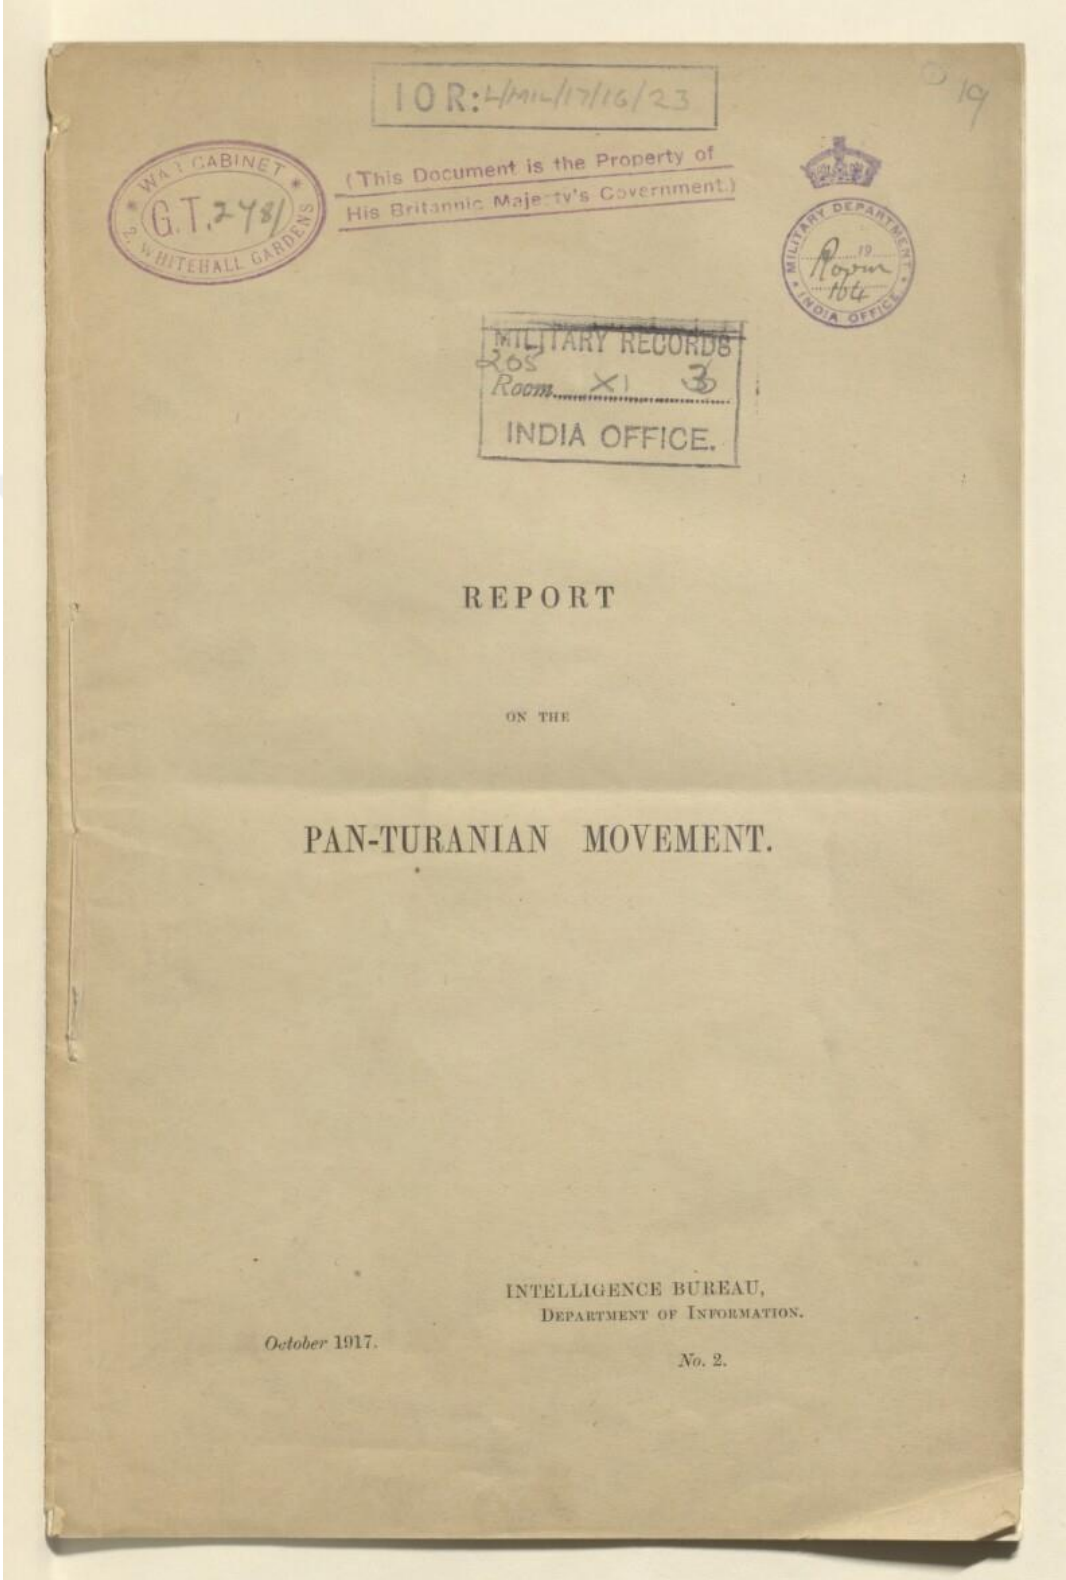 IOR: L/MIL/17/16/23
19
WAR CABINET
G.T. 2481
2, WHITEHALL GARDENS
(This Document is the Property of
His Britannic Majesty's Government.)
MILITARY DEPARTMENT
19
Room
104
INDIA OFFICE
MILITARY RECORDS
205
Room XI 3
INDIA OFFICE.
REPORT
ON THE
PAN-TURANIAN MOVEMENT.
INTELLIGENCE BUREAU,
DEPARTMENT OF INFORMATION.
October 1917.
No. 2.